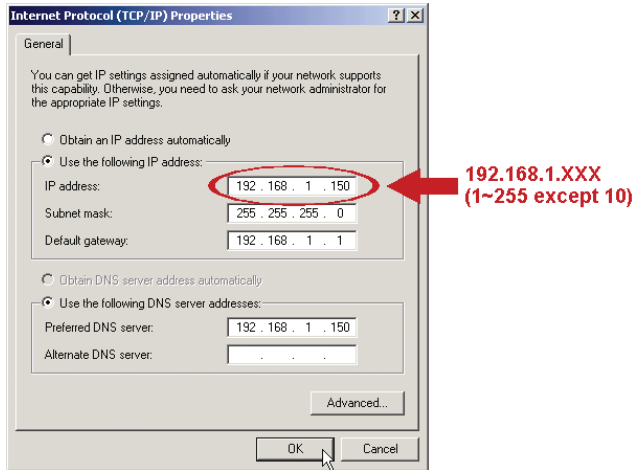 Internet Protocol (TCP/IP) Properties
General
You can get IP settings assigned automatically if your network supports
this capability. Otherwise, you need to ask your network administrator for
the appropriate IP settings.
Obtain an IP address automatically
Use the following IP address:
IP address: 192 . 168 . 1 . 150
192.168.1.XXX
(1~255 except 10)
Subnet mask: 255 . 255 . 255 . 0
Default gateway: 192 . 168 . 1 . 1
Obtain DNS server address automatically
Use the following DNS server addresses:
Preferred DNS server: 192 . 168 . 1 . 150
Alternate DNS server: . . .
Advanced...
OK Cancel